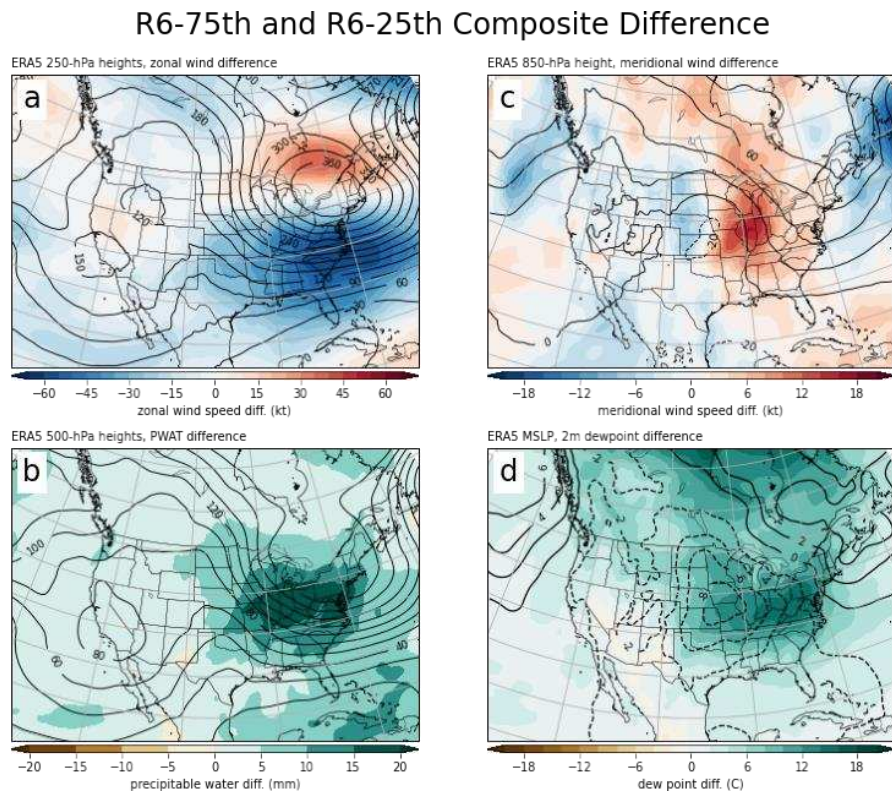 R6-75th and R6-25th Composite Difference
ERA5 250-hPa heights, zonal wind difference
a
180
300
360
120
150
240
90
60
30
−60 −45 −30 −15 0 15 30 45 60
zonal wind speed diff. (kt)
ERA5 850-hPa height, meridional wind difference
c
60
0
−18 −12 −6 0 6 12 18
meridional wind speed diff. (kt)
ERA5 500-hPa heights, PWAT difference
b
120
100
80
60
40
−20 −15 −10 −5 0 5 10 15 20
precipitable water diff. (mm)
ERA5 MSLP, 2m dewpoint difference
d
6
4
2
0
−18 −12 −6 0 6 12 18
dew point diff. (C)